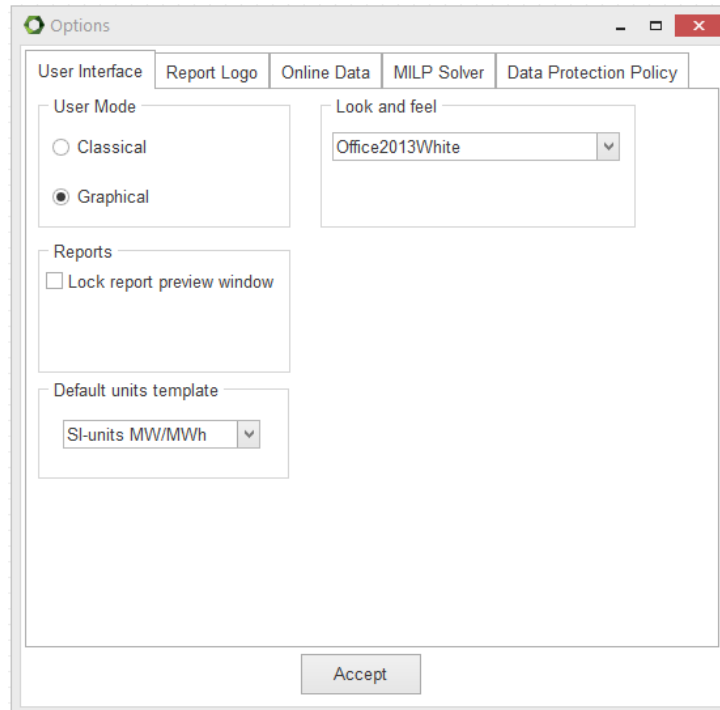 Options
User Interface
Report Logo
Online Data
MILP Solver
Data Protection Policy
User Mode
Classical
Graphical
Look and feel
Office2013White
Reports
Lock report preview window
Default units template
SI-units MW/MWh
Accept